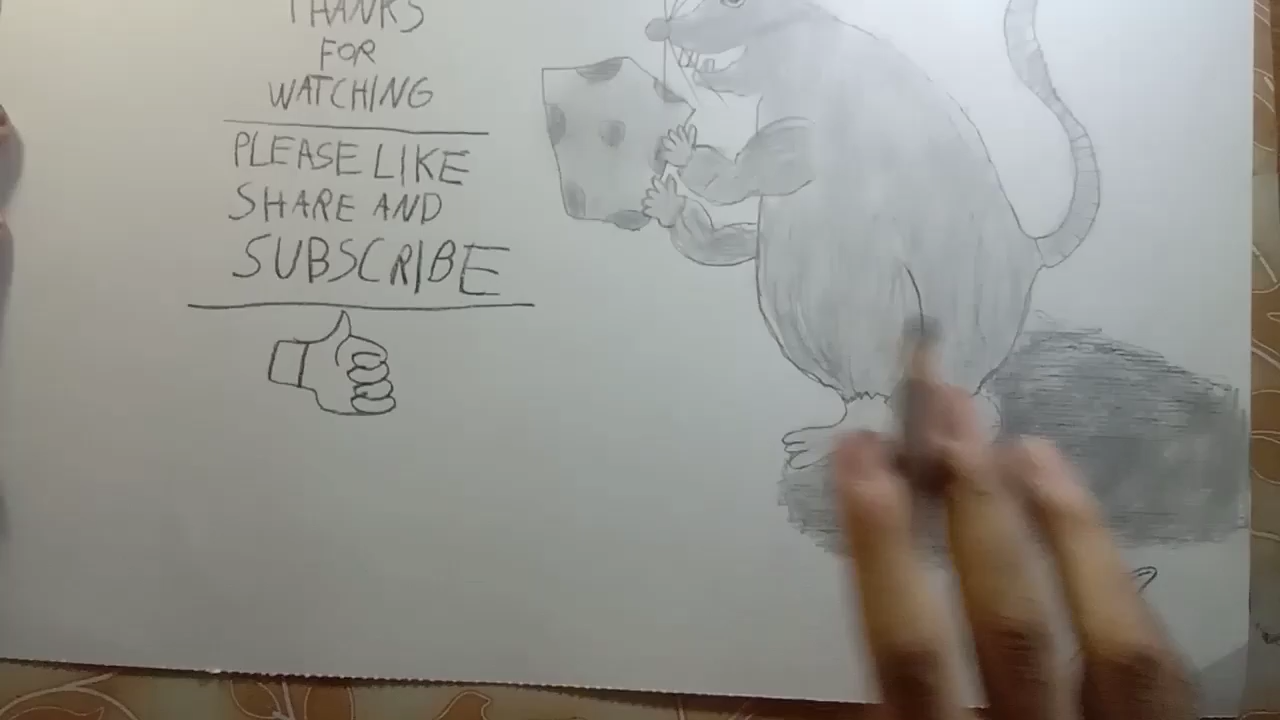 THANKS
FOR
WATCHING
PLEASE LIKE
SHARE AND
SUBSCRIBE